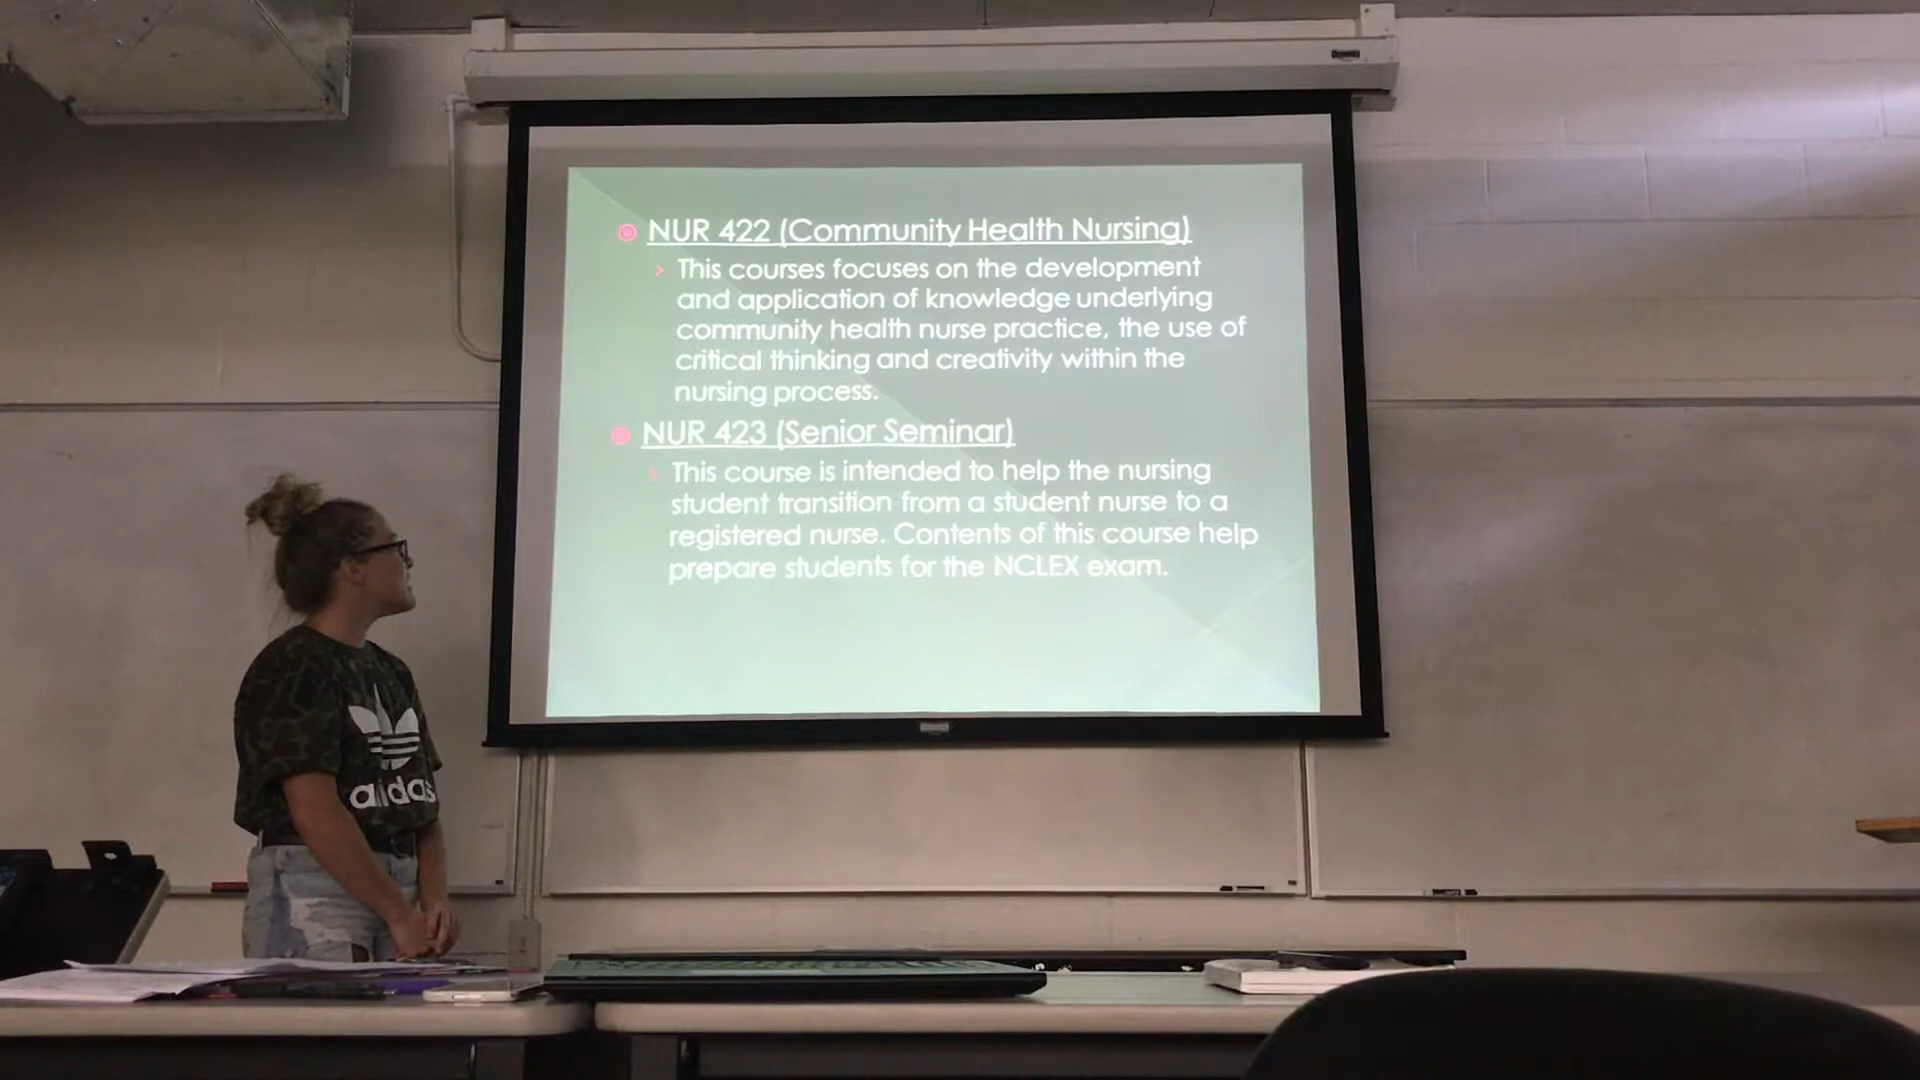 NUR 422 (Community Health Nursing)
This courses focuses on the development
and application of knowledge underlying
community health nurse practice, the use of
critical thinking and creativity within the
nursing process.
NUR 423 (Senior Seminar)
This course is intended to help the nursing
student transition from a student nurse to a
registered nurse. Contents of this course help
prepare students for the NCLEX exam.
adidas